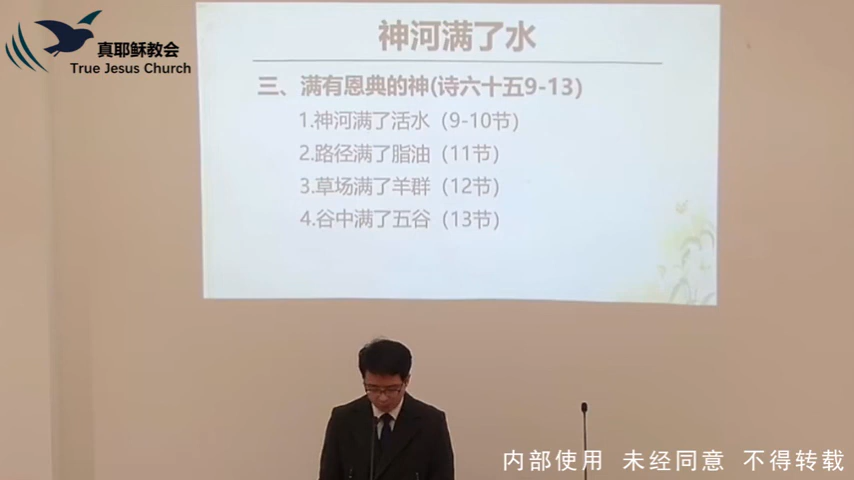 真耶稣教会
True Jesus Church
神河满了水
三、满有恩典的神(诗六十五9-13)
1.神河满了活水（9-10节）
2.路径满了脂油（11节）
3.草场满了羊群（12节）
4.谷中满了五谷（13节）
内部使用 未经同意 不得转载